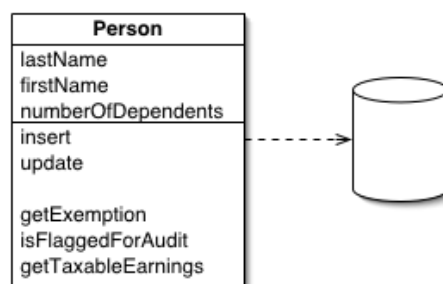 Person
lastName
firstName
numberOfDependents
insert
update
getExemption
isFlaggedForAudit
getTaxableEarnings